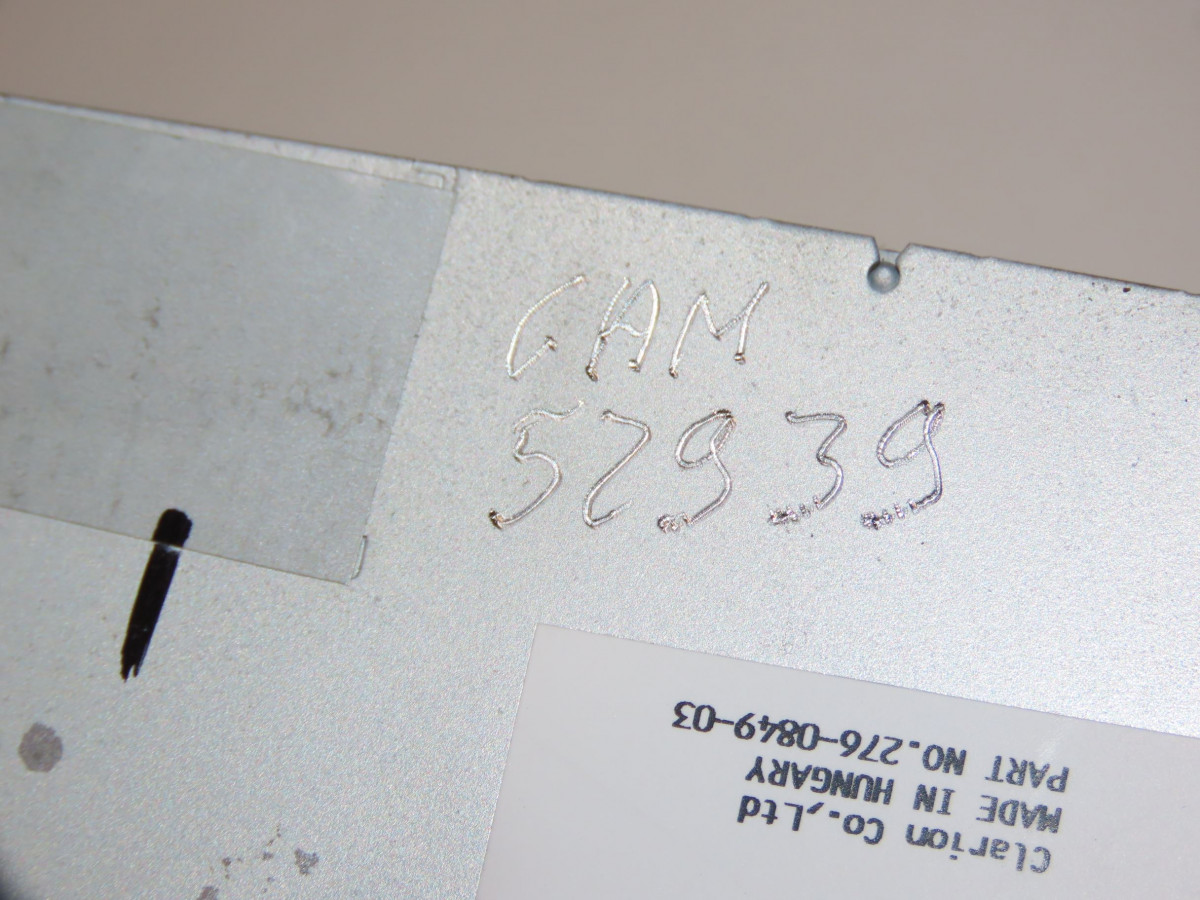 GAM
52939
Clarion Co.,Ltd
MADE IN HUNGARY
PART NO.276-0849-03